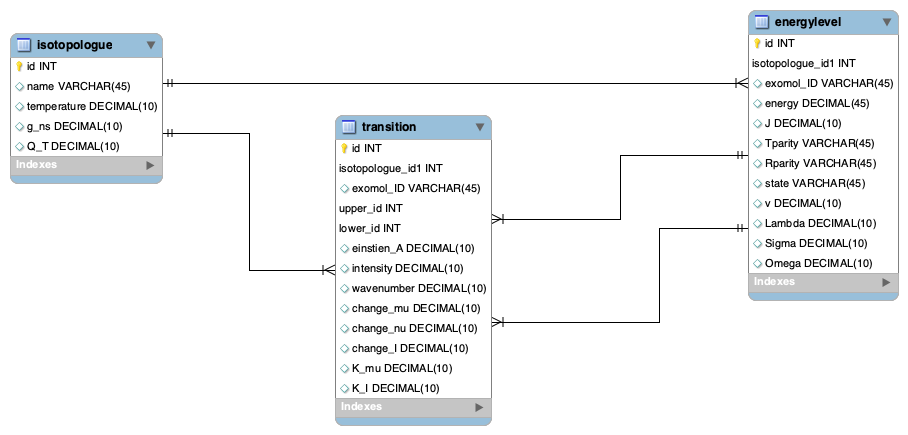 isotopologue
id INT
name VARCHAR(45)
temperature DECIMAL(10)
g_ns DECIMAL(10)
Q_T DECIMAL(10)
Indexes
transition
id INT
isotopologue_id1 INT
exomol_ID VARCHAR(45)
upper_id INT
lower_id INT
einstien_A DECIMAL(10)
intensity DECIMAL(10)
wavenumber DECIMAL(10)
change_mu DECIMAL(10)
change_nu DECIMAL(10)
change_I DECIMAL(10)
K_mu DECIMAL(10)
K_I DECIMAL(10)
Indexes
energylevel
id INT
isotopologue_id1 INT
exomol_ID VARCHAR(45)
energy DECIMAL(45)
J DECIMAL(10)
Tparity VARCHAR(45)
Rparity VARCHAR(45)
state VARCHAR(45)
v DECIMAL(10)
Lambda DECIMAL(10)
Sigma DECIMAL(10)
Omega DECIMAL(10)
Indexes